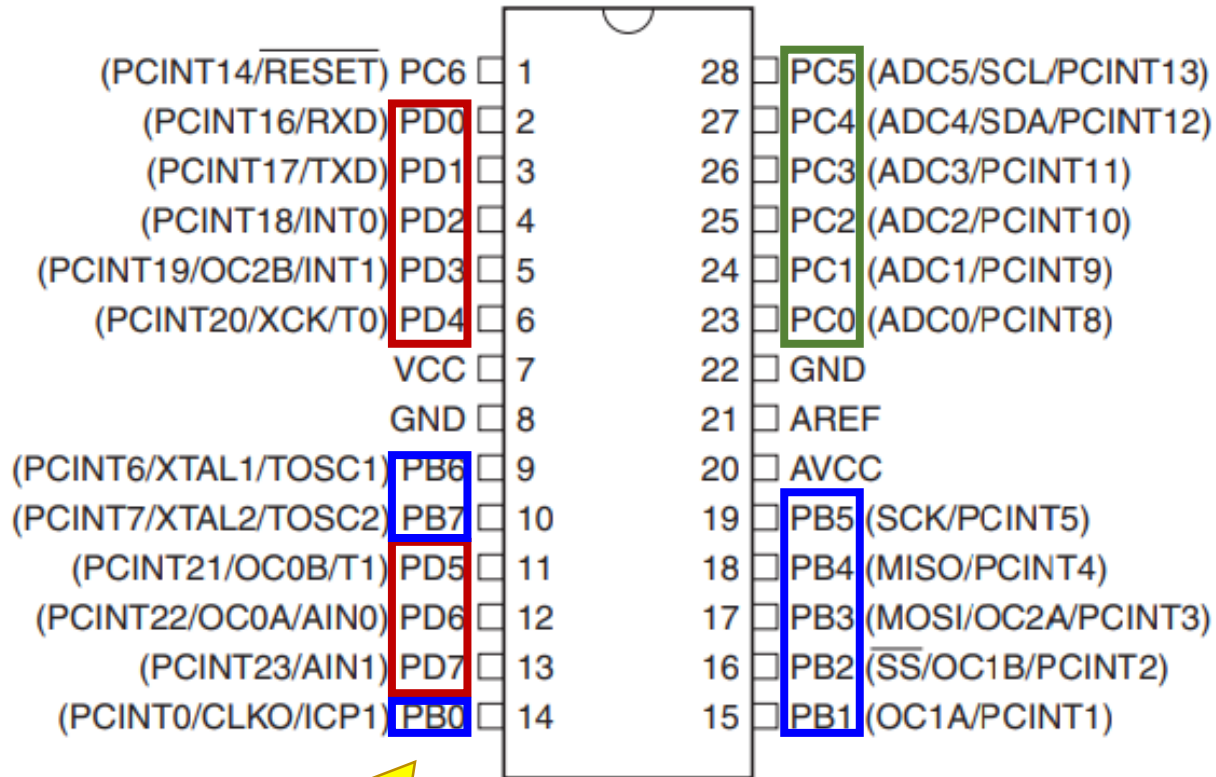 (PCINT14/RESET) PC6 1 28 PC5 (ADC5/SCL/PCINT13)
(PCINT16/RXD) PD0 2 27 PC4 (ADC4/SDA/PCINT12)
(PCINT17/TXD) PD1 3 26 PC3 (ADC3/PCINT11)
(PCINT18/INT0) PD2 4 25 PC2 (ADC2/PCINT10)
(PCINT19/OC2B/INT1) PD3 5 24 PC1 (ADC1/PCINT9)
(PCINT20/XCK/T0) PD4 6 23 PC0 (ADC0/PCINT8)
VCC 7 22 GND
GND 8 21 AREF
(PCINT6/XTAL1/TOSC1) PB6 9 20 AVCC
(PCINT7/XTAL2/TOSC2) PB7 10 19 PB5 (SCK/PCINT5)
(PCINT21/OC0B/T1) PD5 11 18 PB4 (MISO/PCINT4)
(PCINT22/OC0A/AIN0) PD6 12 17 PB3 (MOSI/OC2A/PCINT3)
(PCINT23/AIN1) PD7 13 16 PB2 (SS/OC1B/PCINT2)
(PCINT0/CLKO/ICP1) PB0 14 15 PB1 (OC1A/PCINT1)